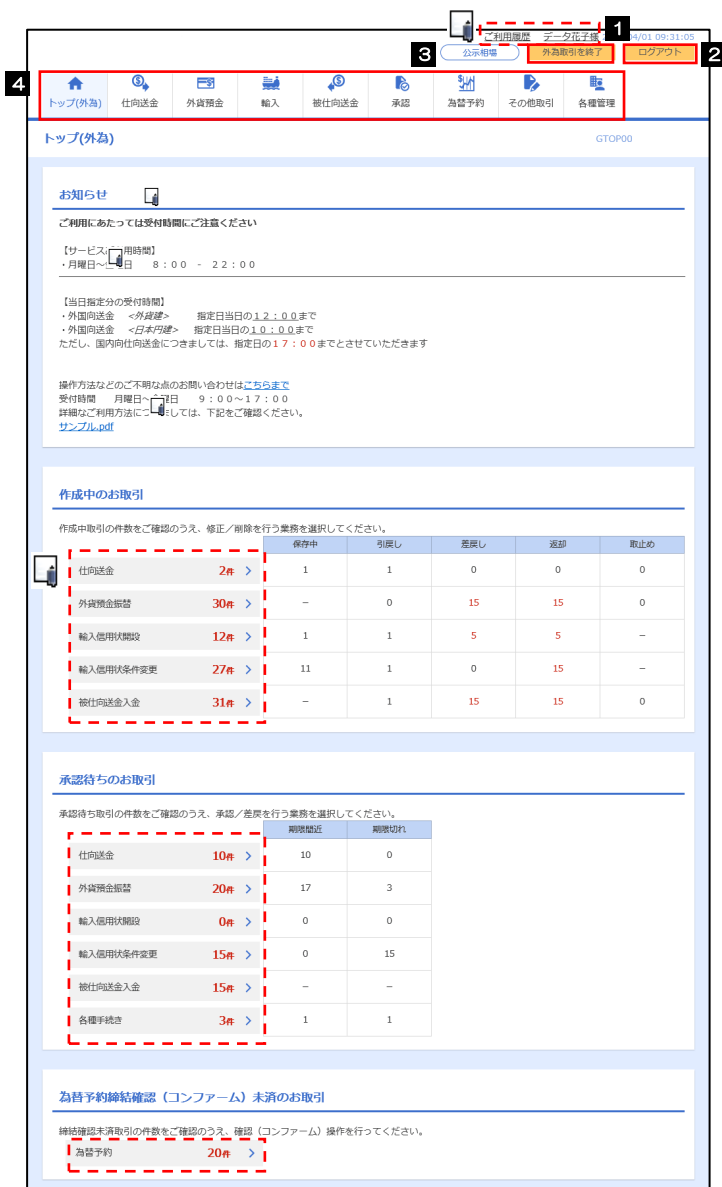 1
ご利用履歴 データ花子様 04/01 09:31:05
3 公示相場 外為取引を終了 ログアウト 2
4
トップ(外為) 仕向送金 外貨預金 輸入 被仕向送金 承認 為替予約 その他取引 各種管理
トップ(外為) GTOP00
お知らせ
ご利用にあたっては受付時間にご注意ください
【サービス 用時間】
・月曜日～ 日 8：00 - 22：00
【当日指定分の受付時間】
・外国向送金 <外貨建> 指定日当日の12：00まで
・外国向送金 <日本円建> 指定日当日の10：00まで
ただし、国内向仕向送金につきましては、指定日の17：00までとさせていただきます
操作方法などのご不明な点のお問い合わせはこちらまで
受付時間 月曜日～ 日 9：00～17：00
詳細なご利用方法に しては、下記をご確認ください。
サンプル.pdf
作成中のお取引
作成中取引の件数をご確認のうえ、修正／削除を行う業務を選択してください。
保存中 引戻し 差戻し 返却 取止め
仕向送金 2件 1 1 0 0 0
外貨預金振替 30件 － 0 15 15 0
輸入信用状開設 12件 1 1 5 5 －
輸入信用状条件変更 27件 11 1 0 15 －
被仕向送金入金 31件 － 1 15 15 0
承認待ちのお取引
承認待ち取引の件数をご確認のうえ、承認／差戻を行う業務を選択してください。
期限間近 期限切れ
仕向送金 10件 10 0
外貨預金振替 20件 17 3
輸入信用状開設 0件 0 0
輸入信用状条件変更 15件 0 15
被仕向送金入金 15件 － －
各種手続き 3件 1 1
為替予約締結確認（コンファーム）未済のお取引
締結確認未済取引の件数をご確認のうえ、確認（コンファーム）操作を行ってください。
為替予約 20件